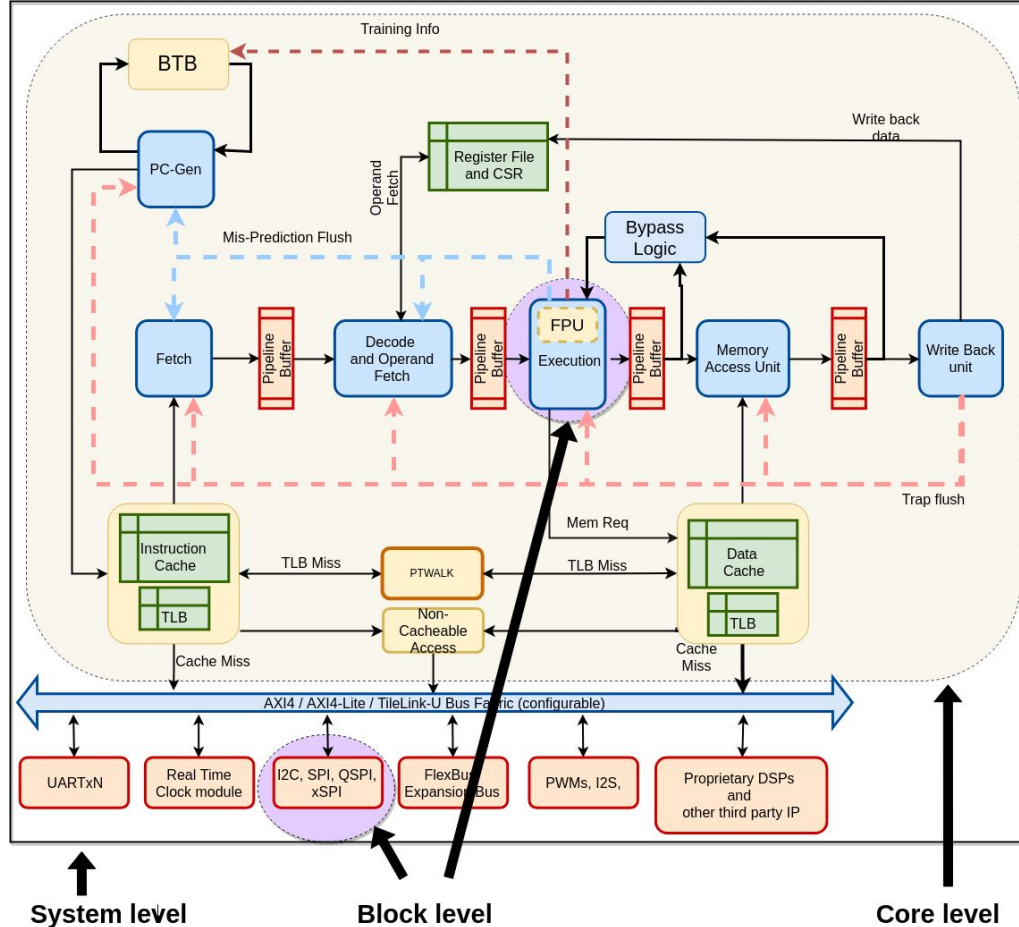 Training Info
BTB
PC-Gen
Register File
and CSR
Write back
data
Operand
Fetch
Mis-Prediction Flush
Bypass
Logic
Fetch
Pipeline
Buffer
Decode
and Operand
Fetch
Pipeline
Buffer
FPU
Execution
Pipeline
Buffer
Memory
Access Unit
Pipeline
Buffer
Write Back
unit
Trap flush
Mem Req
Instruction
Cache
TLB
TLB Miss
PTWALK
TLB Miss
Data
Cache
TLB
Non-
Cacheable
Access
Cache Miss
Cache
Miss
AXI4 / AXI4-Lite / TileLink-U Bus Fabric (configurable)
UARTxN
Real Time
Clock module
I2C, SPI, QSPI,
xSPI
FlexBus
Expansion Bus
PWMs, I2S,
Proprietary DSPs
and
other third party IP
System level
Block level
Core level